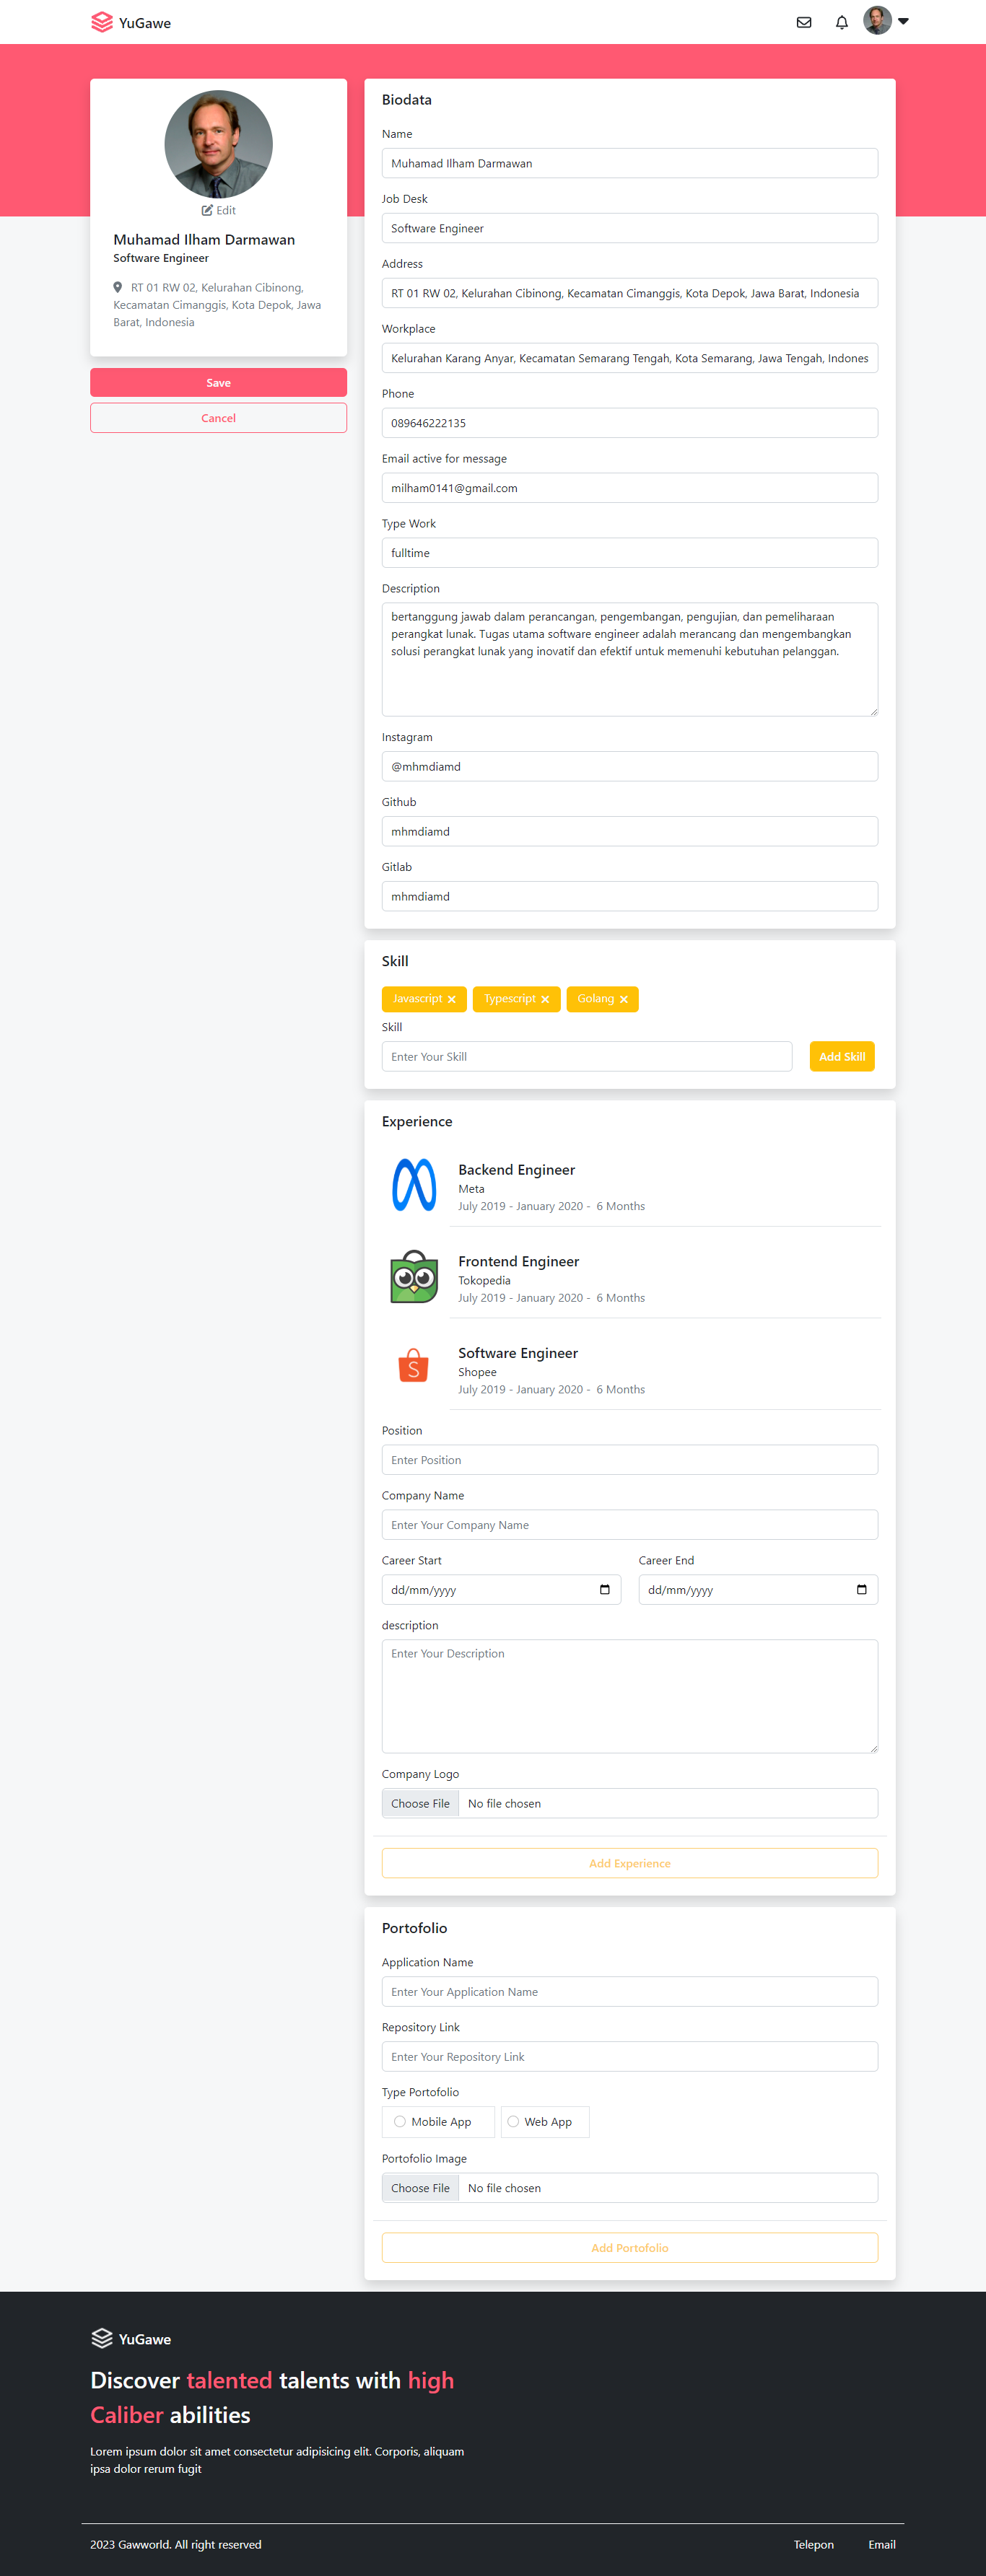 YuGawe
Edit
Muhamad Ilham Darmawan
Software Engineer
RT 01 RW 02, Kelurahan Cibinong,
Kecamatan Cimanggis, Kota Depok, Jawa
Barat, Indonesia
Save
Cancel
Biodata
Name
Muhamad Ilham Darmawan
Job Desk
Software Engineer
Address
RT 01 RW 02, Kelurahan Cibinong, Kecamatan Cimanggis, Kota Depok, Jawa Barat, Indonesia
Workplace
Kelurahan Karang Anyar, Kecamatan Semarang Tengah, Kota Semarang, Jawa Tengah, Indones
Phone
089646222135
Email active for message
milham0141@gmail.com
Type Work
fulltime
Description
bertanggung jawab dalam perancangan, pengembangan, pengujian, dan pemeliharaan
perangkat lunak. Tugas utama software engineer adalah merancang dan mengembangkan
solusi perangkat lunak yang inovatif dan efektif untuk memenuhi kebutuhan pelanggan.
Instagram
@mhmdiamd
Github
mhmdiamd
Gitlab
mhmdiamd
Skill
Javascript Typescript Golang
Skill
Enter Your Skill Add Skill
Experience
Backend Engineer
Meta
July 2019 - January 2020 - 6 Months
Frontend Engineer
Tokopedia
July 2019 - January 2020 - 6 Months
Software Engineer
Shopee
July 2019 - January 2020 - 6 Months
Position
Enter Position
Company Name
Enter Your Company Name
Career Start Career End
dd/mm/yyyy dd/mm/yyyy
description
Enter Your Description
Company Logo
Choose File No file chosen
Add Experience
Portofolio
Application Name
Enter Your Application Name
Repository Link
Enter Your Repository Link
Type Portofolio
Mobile App Web App
Portofolio Image
Choose File No file chosen
Add Portofolio
YuGawe
Discover talented talents with high
Caliber abilities
Lorem ipsum dolor sit amet consectetur adipisicing elit. Corporis, aliquam
ipsa dolor rerum fugit
2023 Gawworld. All right reserved Telepon Email